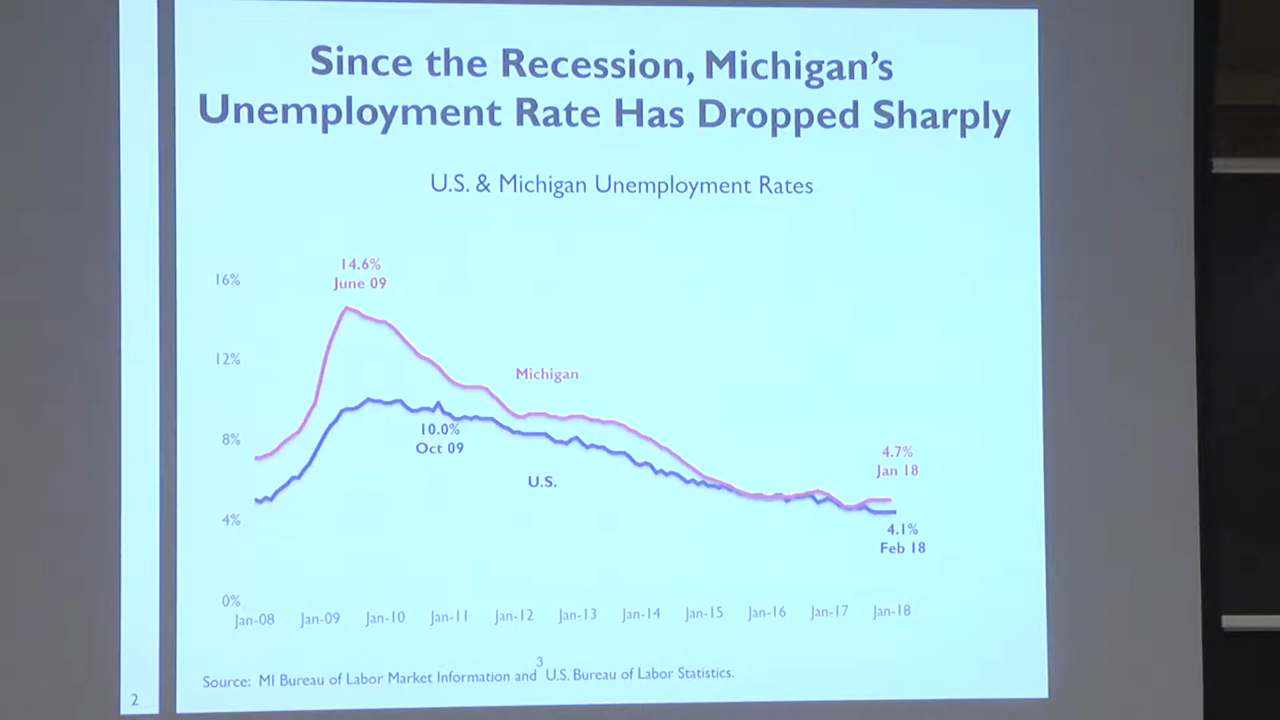 Since the Recession, Michigan's
Unemployment Rate Has Dropped Sharply
U.S. & Michigan Unemployment Rates
16%
12%
8%
4%
0%
14.6%
June 09
Michigan
10.0%
Oct 09
U.S.
4.7%
Jan 18
4.1%
Feb 18
Jan-08 Jan-09 Jan-10 Jan-11 Jan-12 Jan-13 Jan-14 Jan-15 Jan-16 Jan-17 Jan-18
3
Source: MI Bureau of Labor Market Information and U.S. Bureau of Labor Statistics.
2